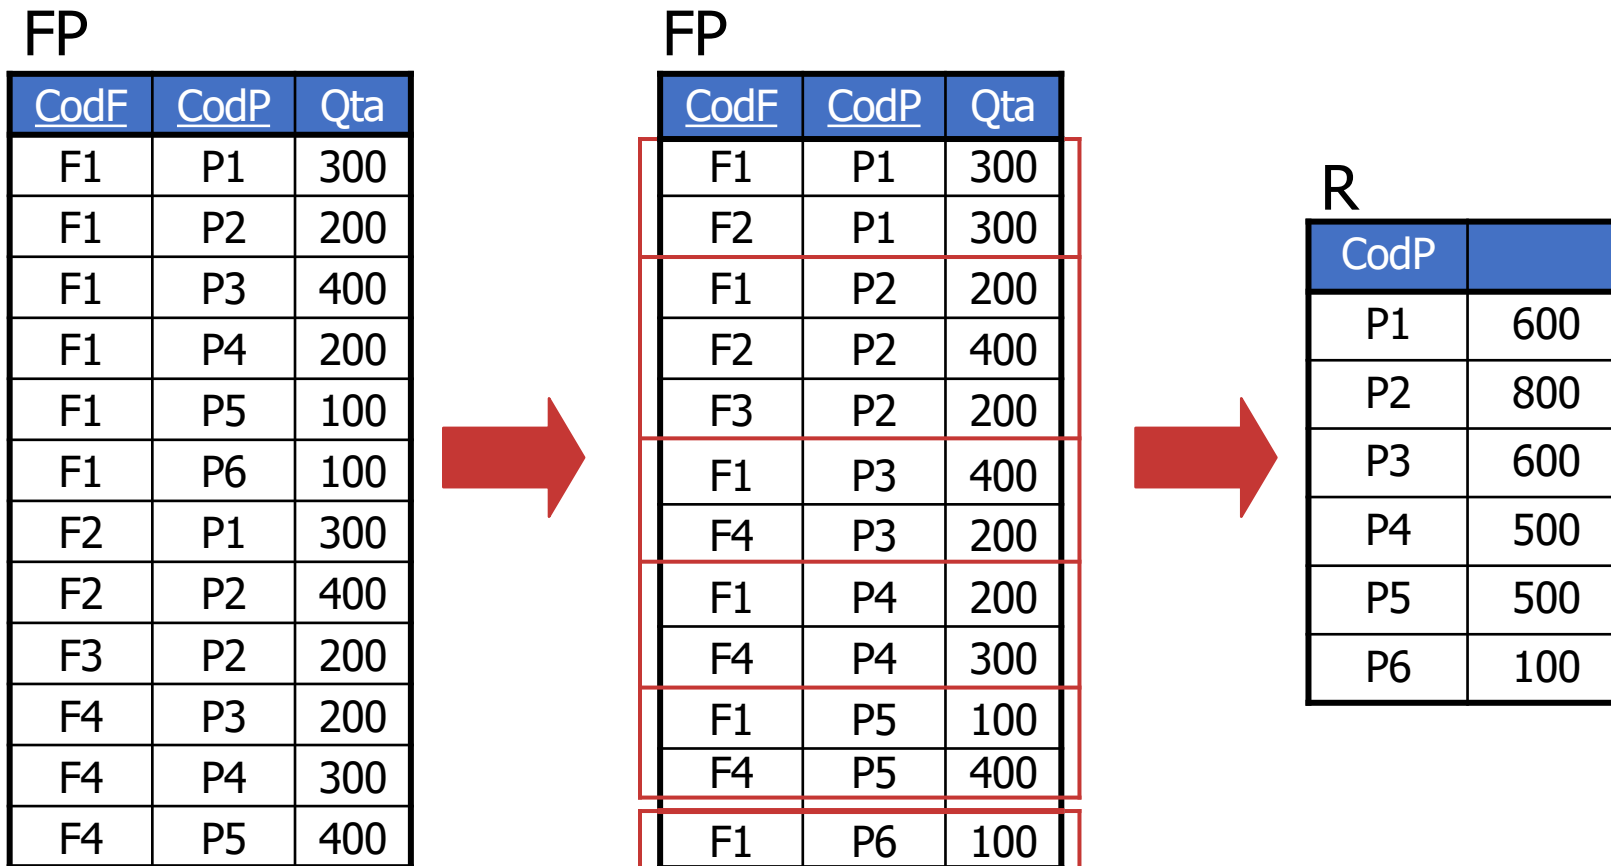 FP
CodF CodP Qta
F1 P1 300
F1 P2 200
F1 P3 400
F1 P4 200
F1 P5 100
F1 P6 100
F2 P1 300
F2 P2 400
F3 P2 200
F4 P3 200
F4 P4 300
F4 P5 400
FP
CodF CodP Qta
F1 P1 300
F2 P1 300
F1 P2 200
F2 P2 400
F3 P2 200
F1 P3 400
F4 P3 200
F1 P4 200
F4 P4 300
F1 P5 100
F4 P5 400
F1 P6 100
R
CodP
P1 600
P2 800
P3 600
P4 500
P5 500
P6 100